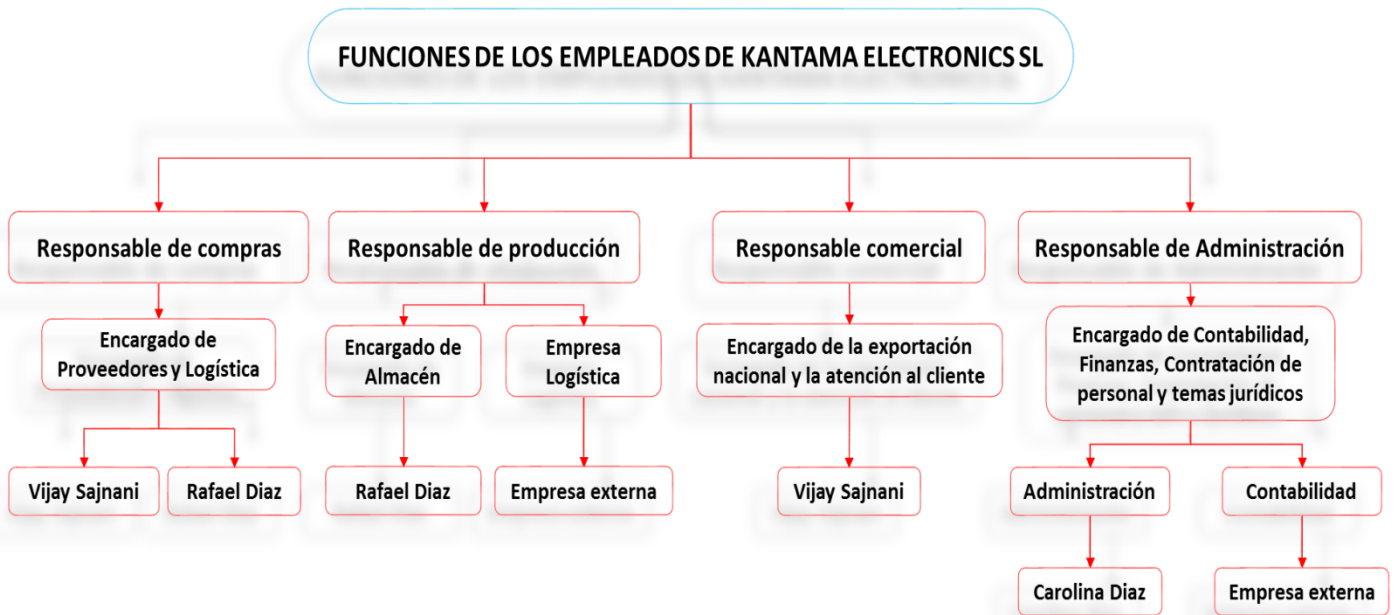 FUNCIONES DE LOS EMPLEADOS DE KANTAMA ELECTRONICS SL
Responsable de compras
Responsable de producción
Responsable comercial
Responsable de Administración
Encargado de
Proveedores y Logística
Encargado de
Almacén
Empresa
Logística
Encargado de la exportación
nacional y la atención al cliente
Encargado de Contabilidad,
Finanzas, Contratación de
personal y temas jurídicos
Vijay Sajnani
Rafael Diaz
Rafael Diaz
Empresa externa
Vijay Sajnani
Administración
Contabilidad
Carolina Diaz
Empresa externa